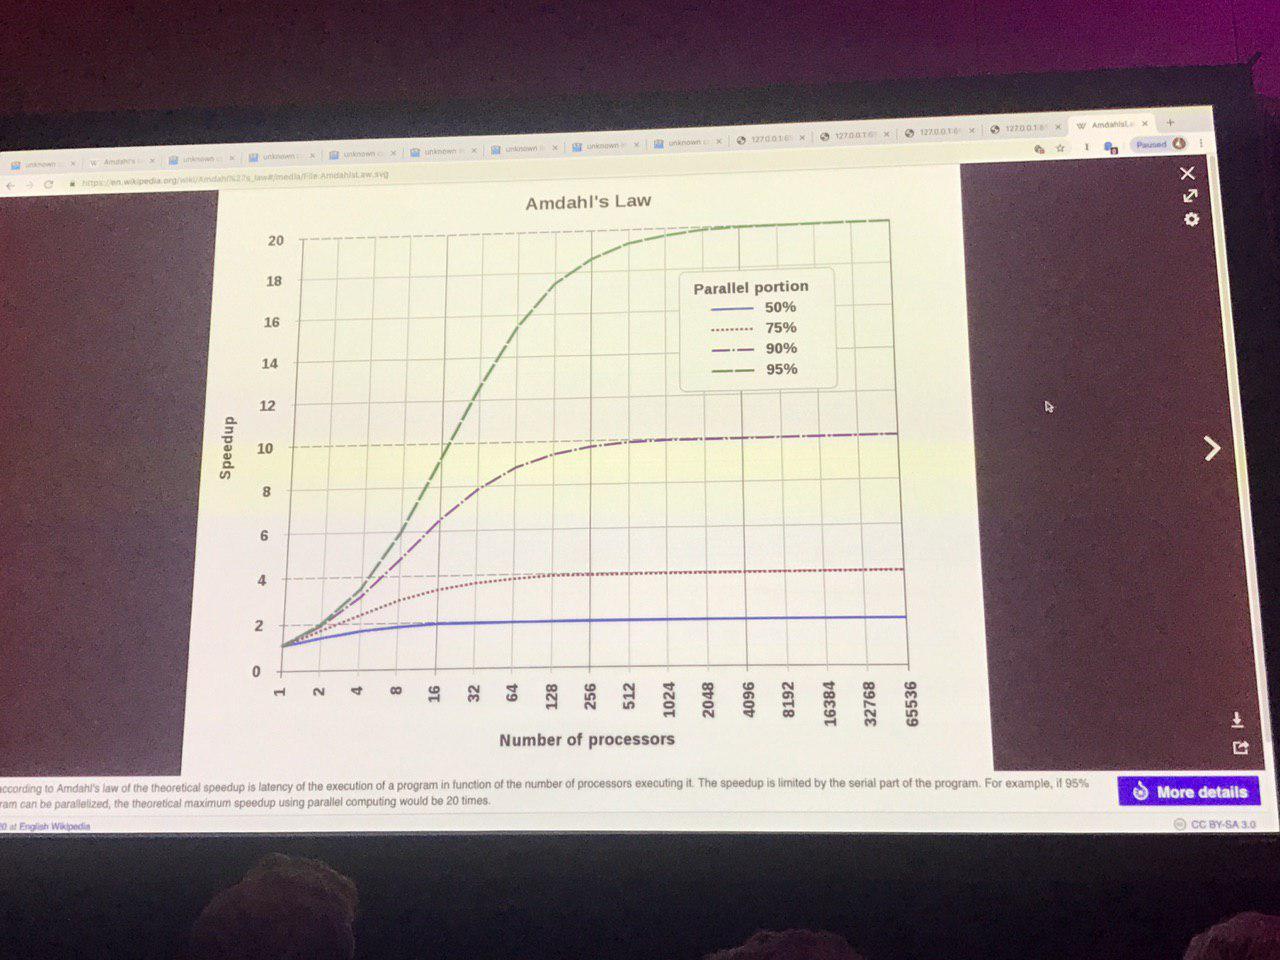 unknown
Amdahl's
unknown
unknown
unknown
unknown
unknown
unknown
unknown
127.0.0.1:6
127.0.0.1:6
127.0.0.1:6
127.0.0.1:6
W AmdahlsL
https://en.wikipedia.org/wiki/Amdahl%27s_law#/media/File:AmdahlsLaw.svg
Paused
Amdahl's Law
20
18
16
14
12
10
8
6
4
2
0
Speedup
Parallel portion
50%
75%
90%
95%
1 2 4 8 16 32 64 128 256 512 1024 2048 4096 8192 16384 32768 65536
Number of processors
according to Amdahl's law of the theoretical speedup is latency of the execution of a program in function of the number of processors executing it. The speedup is limited by the serial part of the program. For example, if 95%
ram can be parallelized, the theoretical maximum speedup using parallel computing would be 20 times.
More details
at English Wikipedia
CC BY-SA 3.0